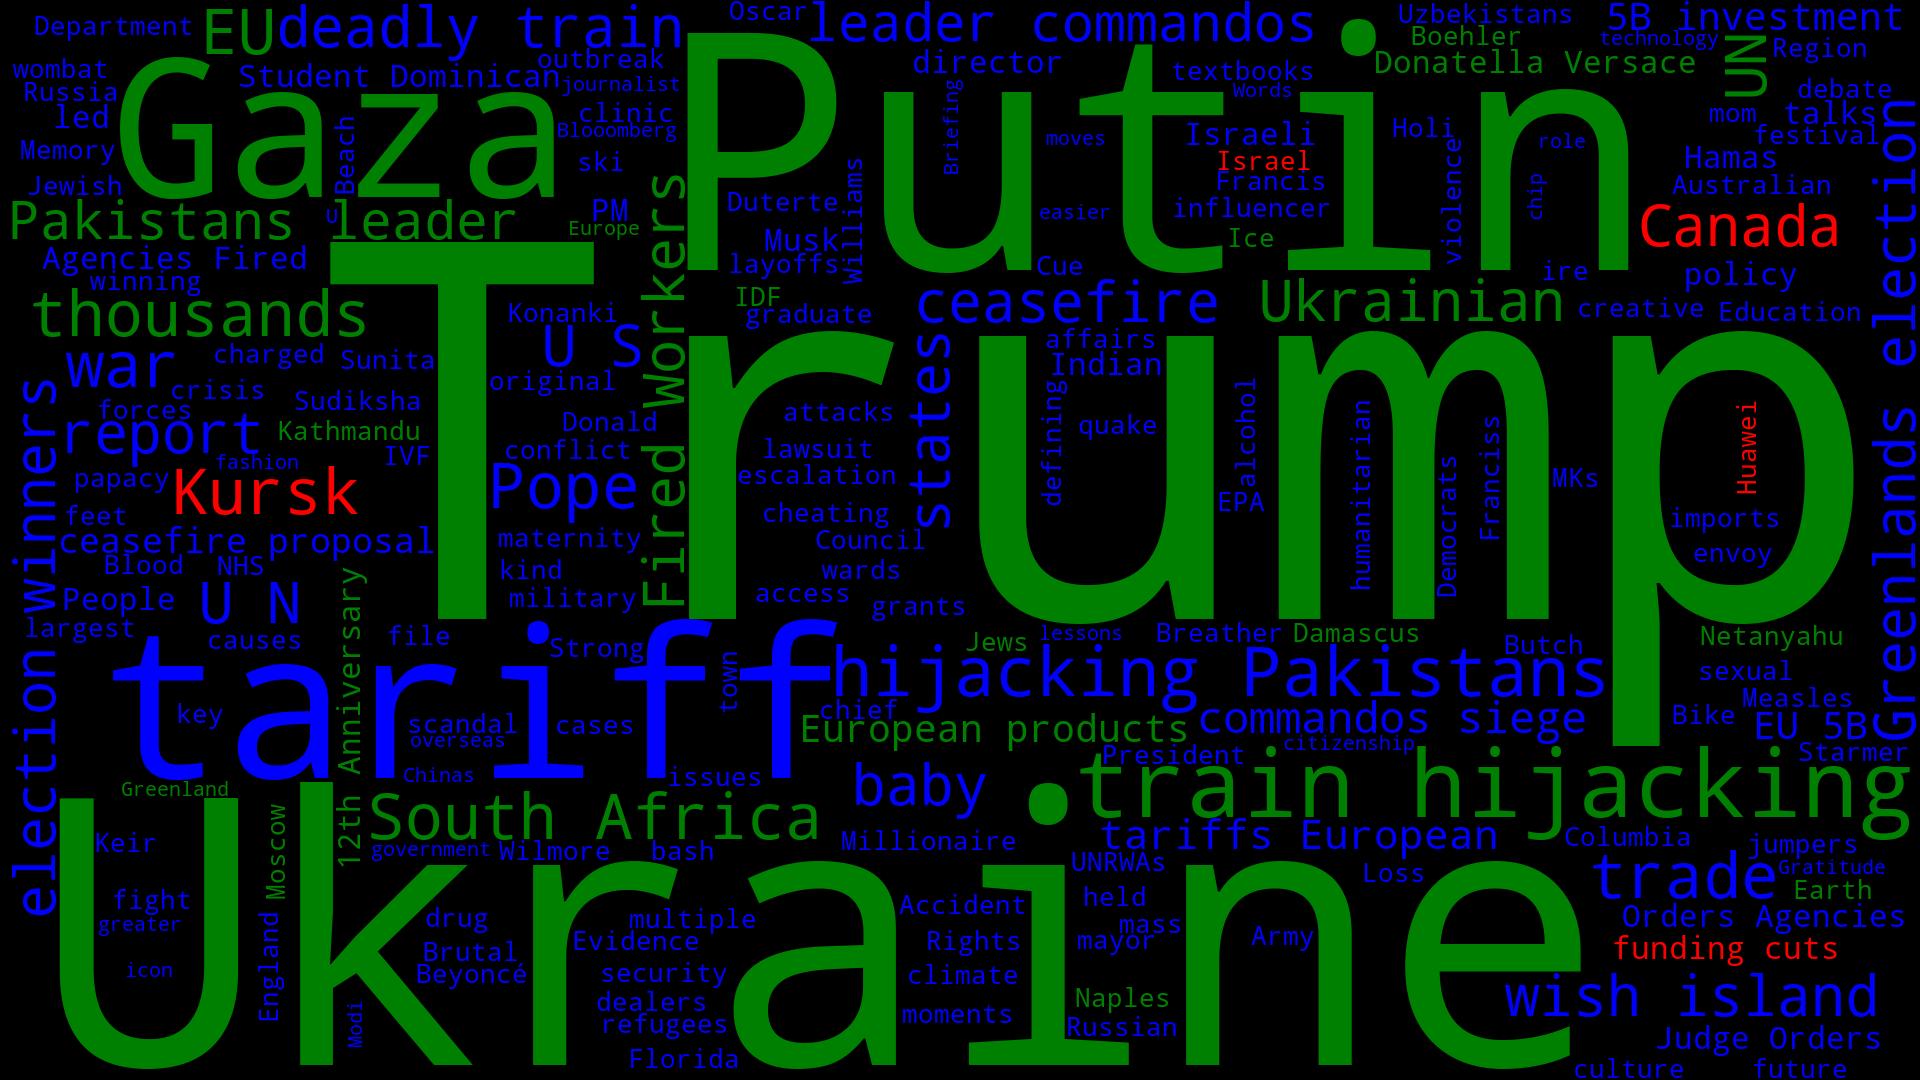 Department
EU
deadly train
Oscar
leader commandos
Uzbekistans
5B investment
wombat
Student Dominican
outbreak
director
Boehler
technology
Region
Russia
journalist
textbooks
Donatella Versace
UN
led
Gaza
clinic
Putin
Words
debate
Memory
Blooomberg
Briefing
moves
Israeli
Holi
role
mom
talks
festival
Jewish
Beach
ski
Israel
Hamas
Francis
Australian
Pakistans leader
U
PM
Duterte
Williams
easier
influencer
violence
chip
Canada
Europe
Musk
Ice
Agencies Fired
layoffs
Cue
ire
policy
winning
IDF
thousands
Konanki
graduate
ceasefire
Ukrainian
creative
Education
Fired Workers
war
charged
Sunita
U S
Trump
affairs
Indian
crisis
original
states
forces
Sudiksha
Donald
attacks
defining
quake
alcohol
Huawei
report
Kathmandu
conflict
lawsuit
humanitarian
Democrats
Franciss
papacy
fashion
IVF
Pope
escalation
EPA
MKs
Kursk
feet
cheating
imports
ceasefire proposal
maternity
Council
envoy
Blood
NHS
kind
wards
People
U N
military
access
grants
largest
causes
file
Strong
Jews
lessons
Breather
Damascus
Butch
Netanyahu
Greenlands election
election winners
12th Anniversary
tariff
town
hijacking Pakistans
sexual
Measles
key
scandal
cases
chief
European products
commandos siege
Bike
EU 5B
overseas
President
citizenship
Starmer
Chinas
issues
baby
train hijacking
Greenland
South Africa
Moscow
Keir
government
Wilmore
bash
Millionaire
tariffs European
Columbia
jumpers
UNRWAs
Loss
trade
Gratitude
Earth
Ukraine
fight
greater
drug
multiple
Accident
held
mass
Orders Agencies
England
Evidence
Rights
mayor
Army
funding cuts
icon
Brutal
Beyoncé
security
climate
Modi
dealers
moments
Naples
wish island
refugees
Russian
Judge Orders
Florida
culture
future